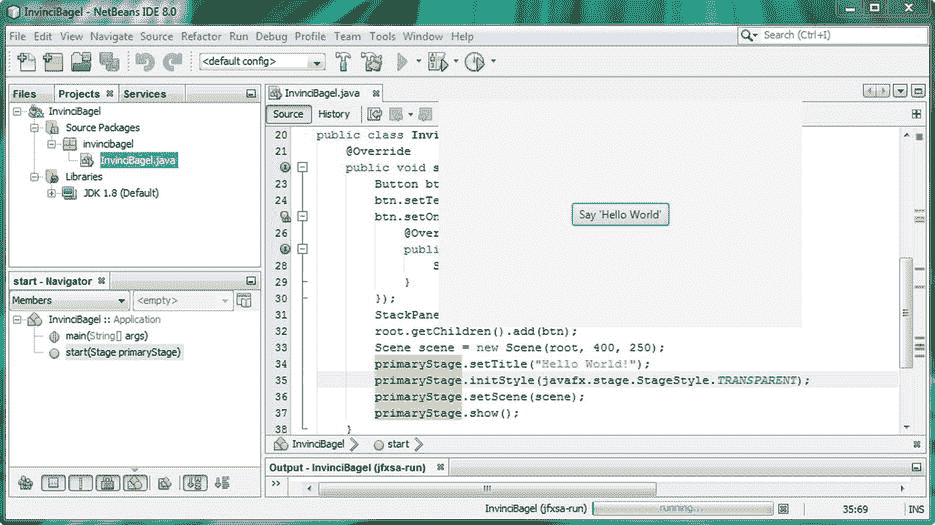 InvinciBagel - NetBeans IDE 8.0
File Edit View Navigate Source Refactor Run Debug Profile Team Tools Window Help
Search (Ctrl+I)
<default config>
Files Projects Services
InvinciBagel
Source Packages
invincibagel
InvinciBagel.java
Libraries
JDK 1.8 (Default)
start - Navigator
Members <empty>
InvinciBagel :: Application
main(String[] args)
start(Stage primaryStage)
InvinciBagel.java
Source History
20 public class Invi
21 @Override
public void s
23 Button bt
24 btn.setTe
btn.setOn
26 @Over
publi
28 S
29 }
30 });
31 StackPane
32 root.getChildren().add(btn);
33 Scene scene = new Scene(root, 400, 250);
34 primaryStage.setTitle("Hello World!");
35 primaryStage.initStyle(javafx.stage.StageStyle.TRANSPARENT);
36 primaryStage.setScene(scene);
37 primaryStage.show();
38 }
Say 'Hello World'
InvinciBagel start
Output - InvinciBagel (jfxsa-run)
InvinciBagel (jfxsa-run) running... 35:69 INS